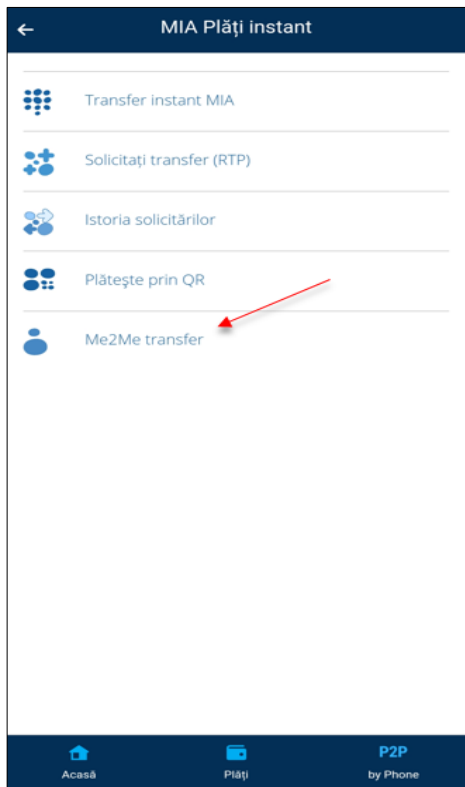 MIA Plăți instant
Transfer instant MIA
Solicitați transfer (RTP)
Istoria solicitărilor
Plătește prin QR
Me2Me transfer
P2P
Acasă
Plăți
by Phone